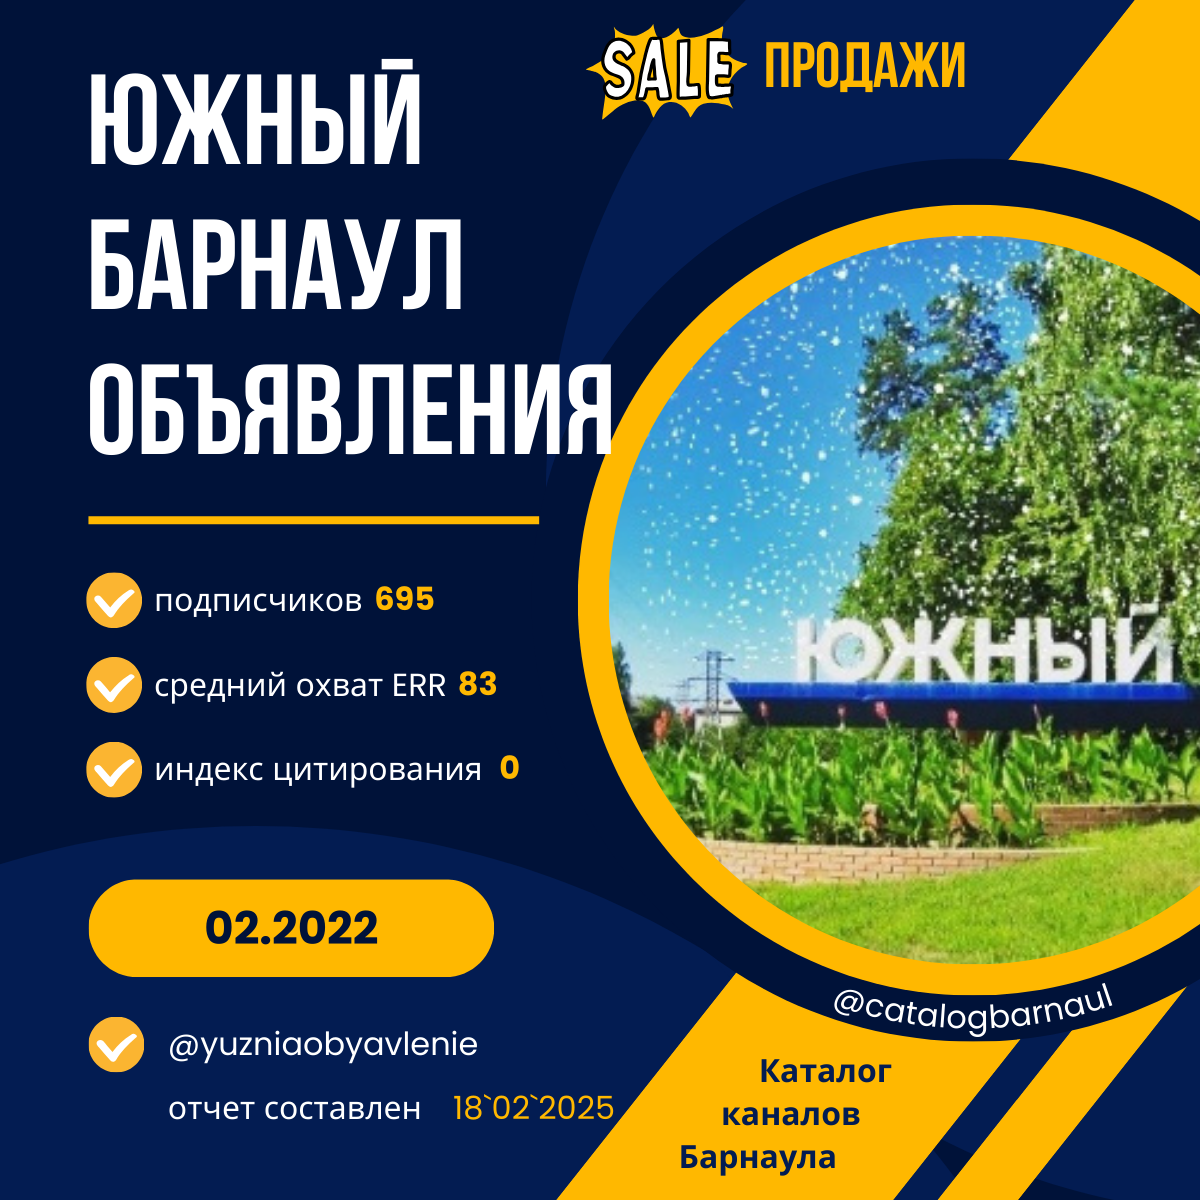 SALE ПРОДАЖИ
ЮЖНЫЙ
БАРНАУЛ
ОБЪЯВЛЕНИЯ
подписчиков 695
средний охват ERR 83
индекс цитирования 0
ЮЖНЫЙ
02.2022
@yuzniaobyavlenie
отчет составлен 18`02`2025
@catalogbarnaul
Каталог
каналов
Барнаула